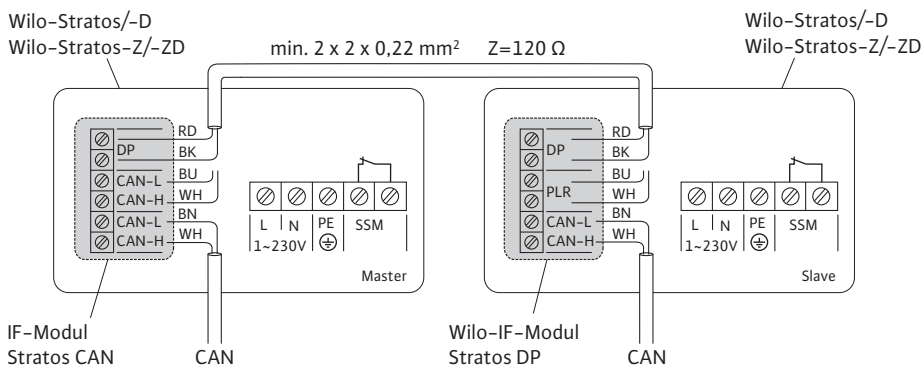 Wilo-Stratos/-D
Wilo-Stratos-Z/-ZD
min. 2 x 2 x 0,22 mm² Z=120 Ω
Wilo-Stratos/-D
Wilo-Stratos-Z/-ZD
DP
CAN-L
CAN-H
CAN-L
CAN-H
RD
BK
BU
WH
BN
WH
L N PE SSM
1~230V
Master
DP
PLR
CAN-L
CAN-H
RD
BK
BU
WH
BN
WH
L N PE SSM
1~230V
Slave
IF-Modul
Stratos CAN
CAN
Wilo-IF-Modul
Stratos DP
CAN